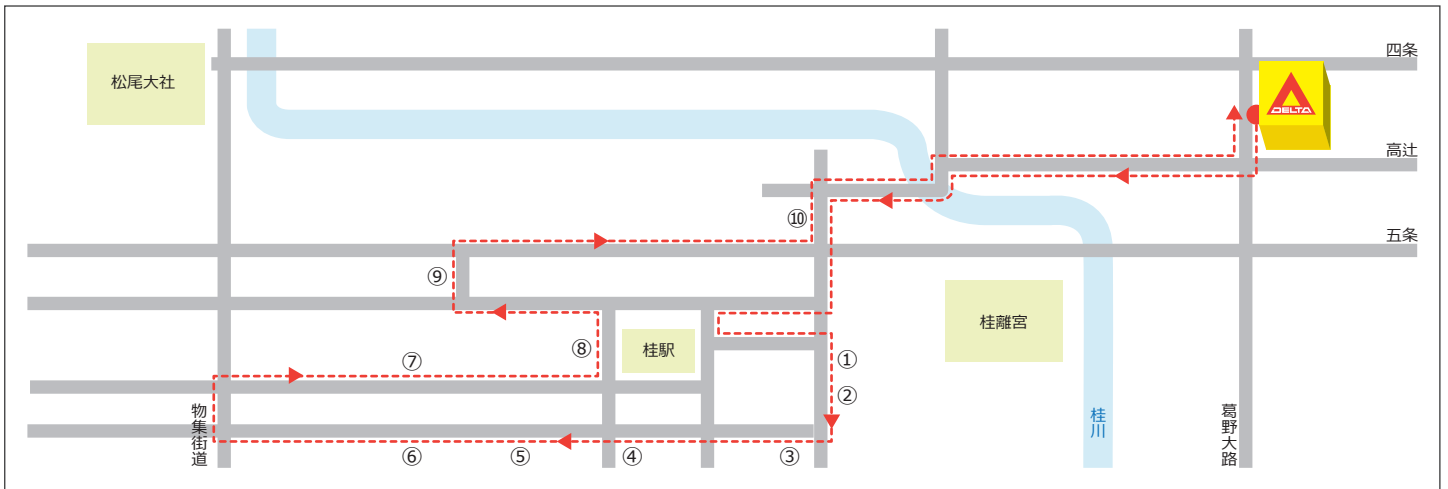 四条
松尾大社
DELTA
高辻
⑩
五条
⑨
桂離宮
桂駅
⑧
①
⑦
②
物集街道
桂川
葛野大路
⑥
⑤
④
③